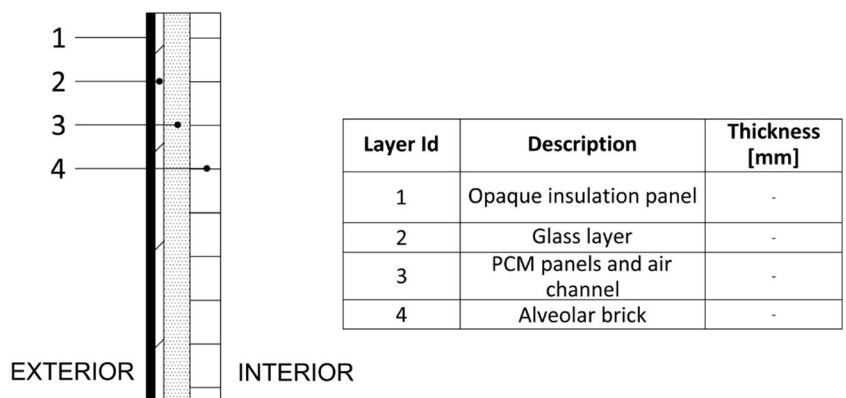 1
2
3
4
EXTERIOR
INTERIOR
Layer Id Description Thickness
[mm]
1 Opaque insulation panel -
2 Glass layer -
3 PCM panels and air
channel -
4 Alveolar brick -